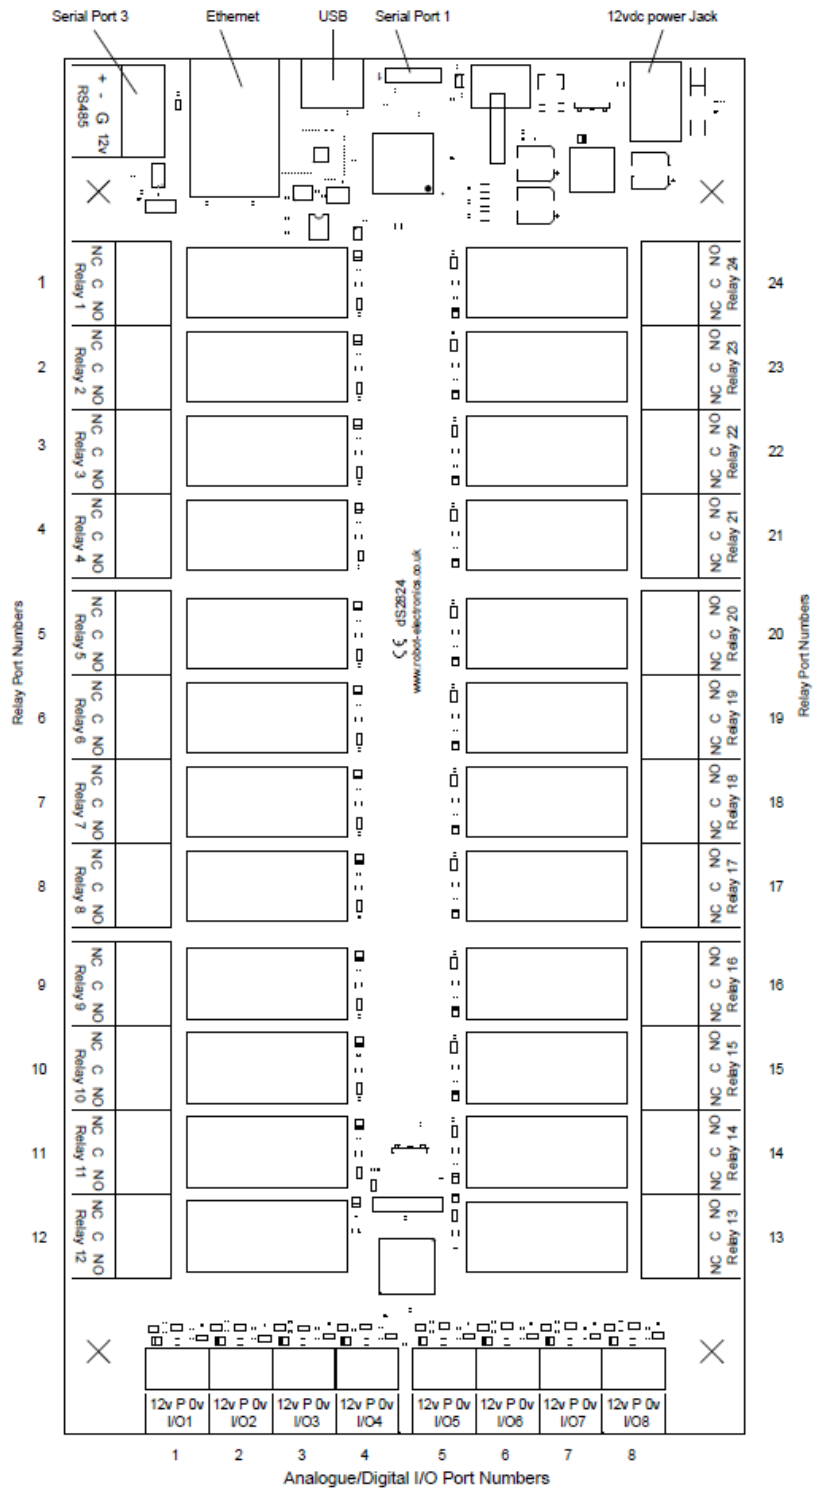 Serial Port 3 Ethernet USB Serial Port 1 12vdc power Jack
+ - G 12v
RS485
1 NC C NO Relay 1
NO C NC Relay 24 24
2 NC C NO Relay 2
NO C NC Relay 23 23
3 NC C NO Relay 3
NO C NC Relay 22 22
4 NC C NO Relay 4
NO C NC Relay 21 21
CE dS2824
www.robot-electronics.co.uk
Relay Port Numbers
Relay Port Numbers
5 NC C NO Relay 5
NO C NC Relay 20 20
6 NC C NO Relay 6
NO C NC Relay 19 19
7 NC C NO Relay 7
NO C NC Relay 18 18
8 NC C NO Relay 8
NO C NC Relay 17 17
9 NC C NO Relay 9
NO C NC Relay 16 16
10 NC C NO Relay 10
NO C NC Relay 15 15
11 NC C NO Relay 11
NO C NC Relay 14 14
12 NC C NO Relay 12
NO C NC Relay 13 13
12v P 0v 12v P 0v 12v P 0v 12v P 0v 12v P 0v 12v P 0v 12v P 0v 12v P 0v
I/O1 I/O2 I/O3 I/O4 I/O5 I/O6 I/O7 I/O8
1 2 3 4 5 6 7 8
Analogue/Digital I/O Port Numbers